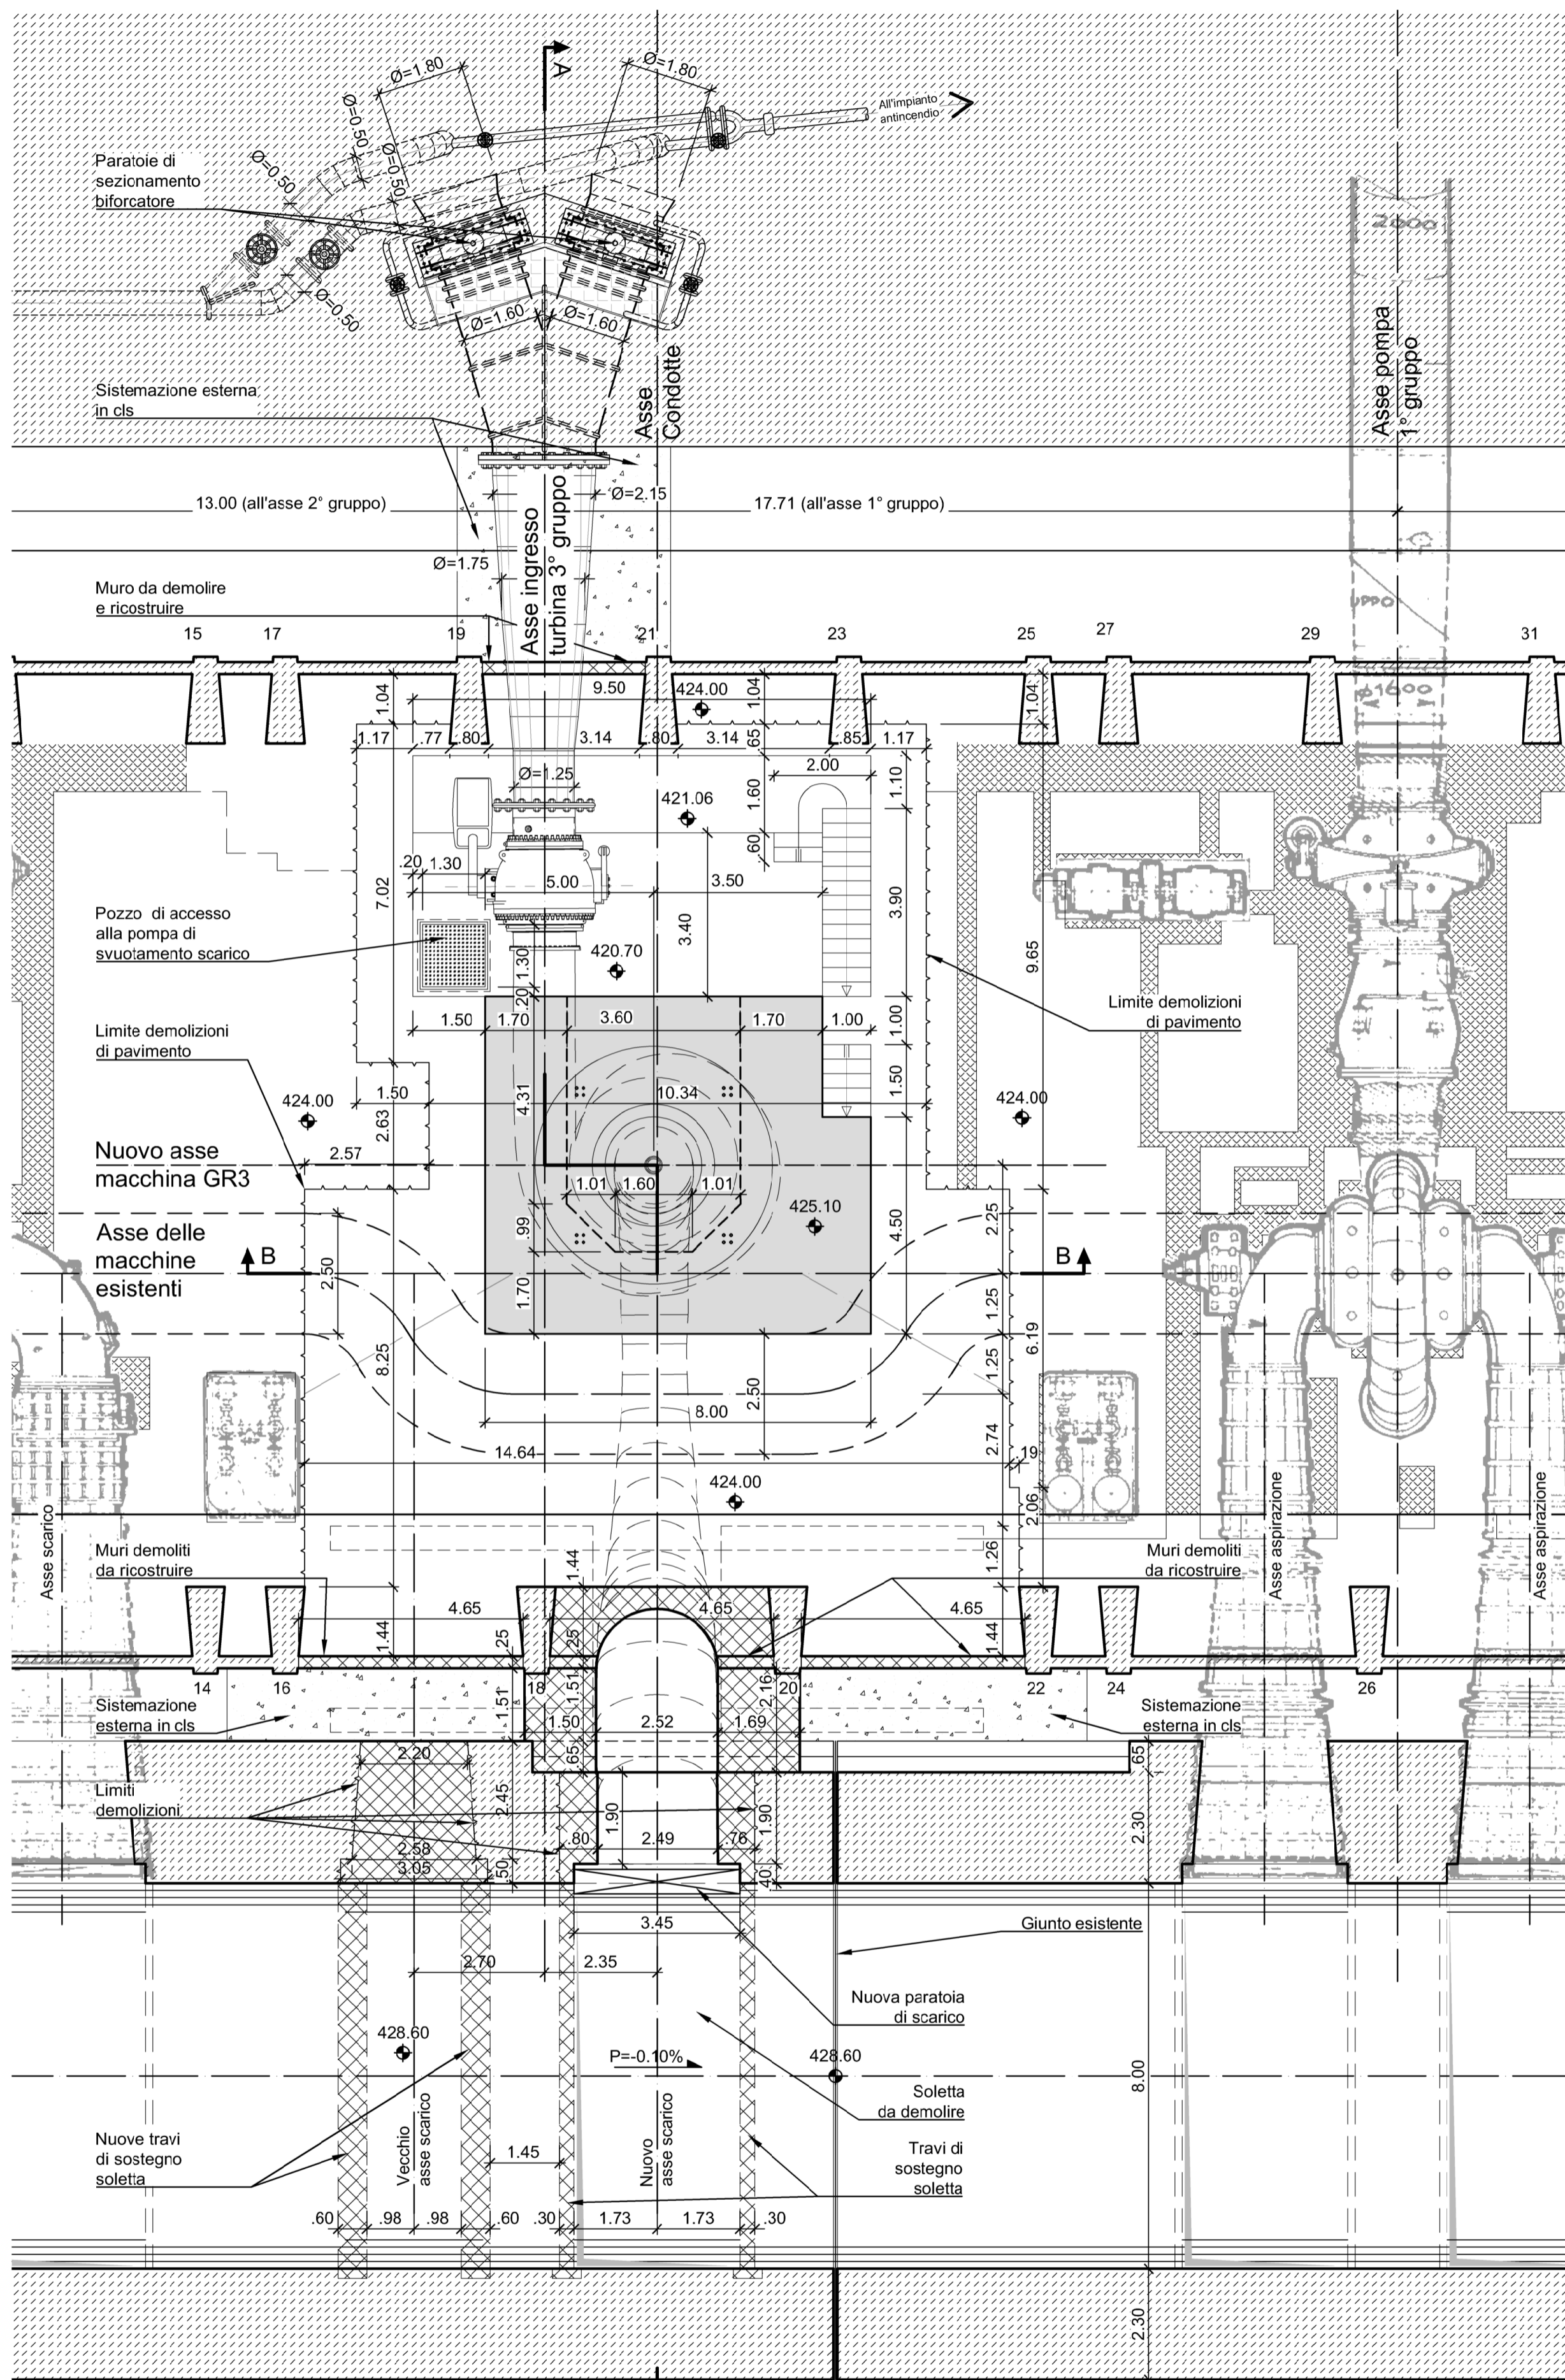 Ø=1.80
A
Ø=1.80
All'impianto
antincendio
Ø=0.50
Ø=0.50
Ø=0.50
Ø=0.50
Paratoie di
sezionamento
biforcatore
Ø=1.60
Ø=1.60
2000
Asse
Condotte
Asse pompa
1° gruppo
Sistemazione esterna
in cls
13.00 (all'asse 2° gruppo)
Ø=2.15
17.71 (all'asse 1° gruppo)
Ø=1.75
Asse ingresso
turbina 3° gruppo
Muro da demolire
e ricostruire
UPPO
15
17
19
21
23
25
27
29
31
1.04
9.50
424.00
1.04
1.04
ø1600
1.17
.77
.80
3.14
.80
3.14
.65
.85
1.17
Ø=1.25
2.00
1.10
421.06
1.60
.60
.20
1.30
5.00
3.50
7.02
3.40
3.90
Pozzo di accesso
alla pompa di
svuotamento scarico
420.70
1.30
.20
9.65
Limite demolizioni
di pavimento
Limite demolizioni
di pavimento
1.50
1.70
3.60
1.70
1.00
1.00
1.50
4.31
10.34
1.50
424.00
2.63
424.00
Nuovo asse
macchina GR3
2.57
1.01
1.60
1.01
.99
425.10
4.50
2.25
Asse delle
macchine
esistenti
B
B
2.50
1.70
1.25
6.19
8.25
1.25
2.50
8.00
2.74
14.64
.19
424.00
2.06
Asse scarico
Asse aspirazione
Asse aspirazione
Muri demoliti
da ricostruire
1.44
1.26
Muri demoliti
da ricostruire
4.65
4.65
4.65
1.44
.25
.25
1.44
14
16
18
20
22
24
26
1.51
1.51
2.16
Sistemazione
esterna in cls
Sistemazione
esterna in cls
1.50
2.52
1.69
.65
.65
2.20
Limiti
demolizioni
2.45
1.90
1.90
2.30
2.58
.80
2.49
.76
3.05
.50
.40
3.45
Giunto esistente
2.70
2.35
Nuova paratoia
di scarico
428.60
P=-0.10%
428.60
8.00
Soletta
da demolire
Nuove travi
di sostegno
soletta
Vecchio
asse scarico
1.45
Nuovo
asse scarico
Travi di
sostegno
soletta
.60
.98
.98
.60
.30
1.73
1.73
.30
2.30